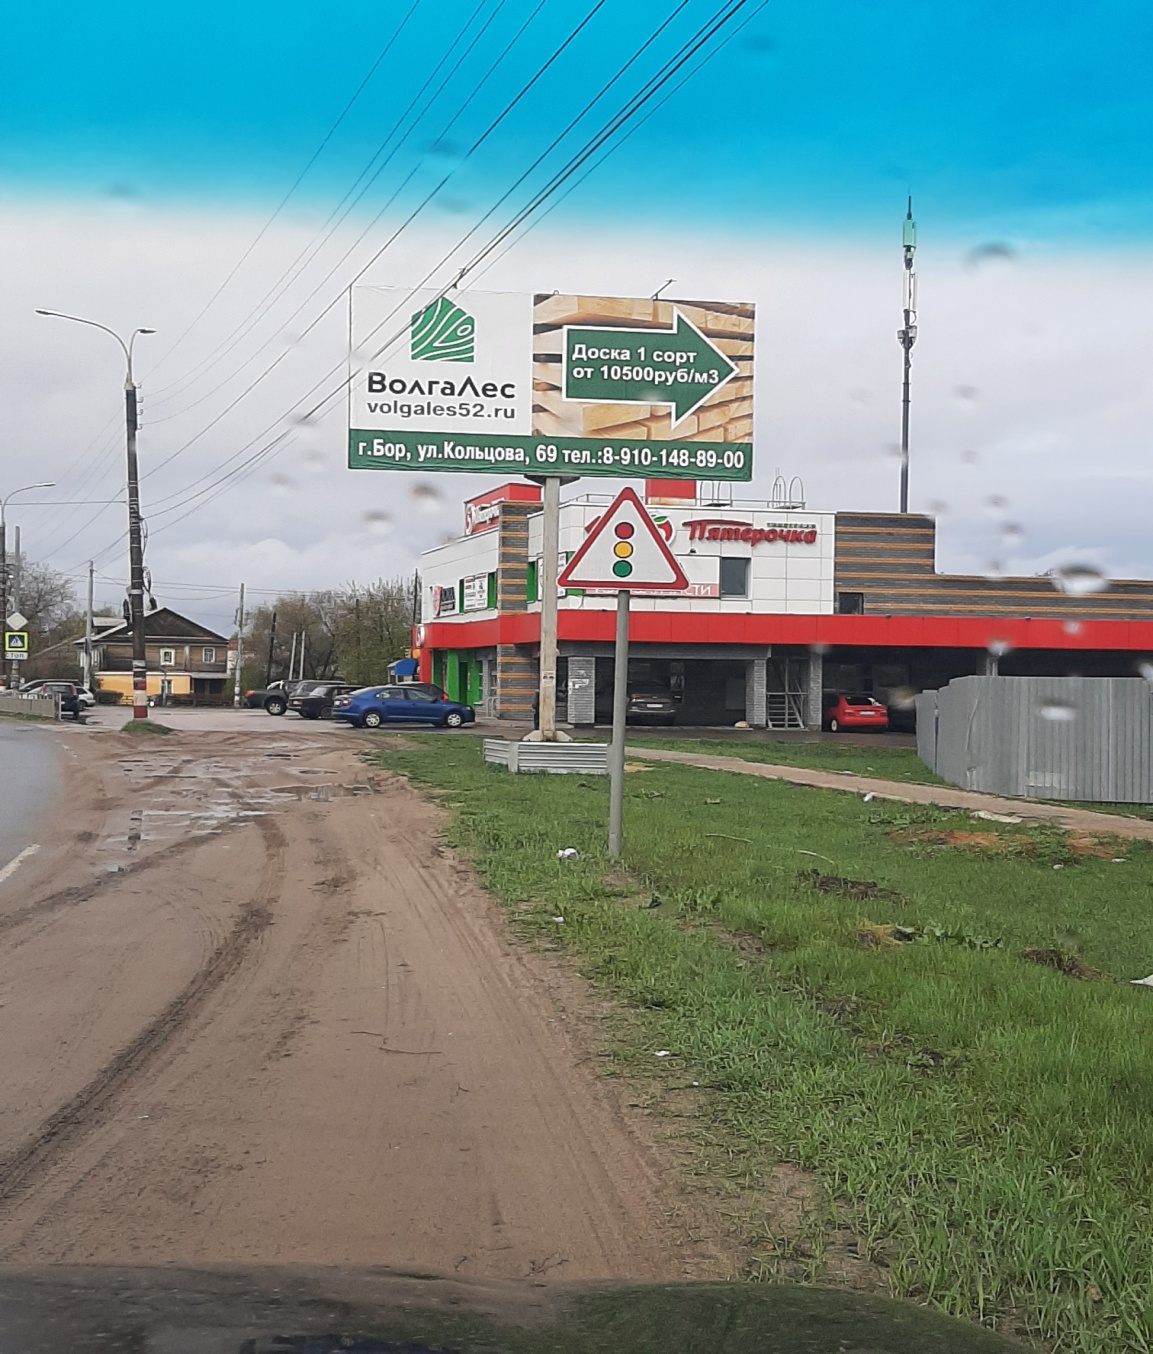 ВолгаЛес
volgales52.ru
Доска 1 сорт
от 10500руб/м3
г.Бор, ул.Кольцова, 69 тел.:8-910-148-89-00
Пятёрочка